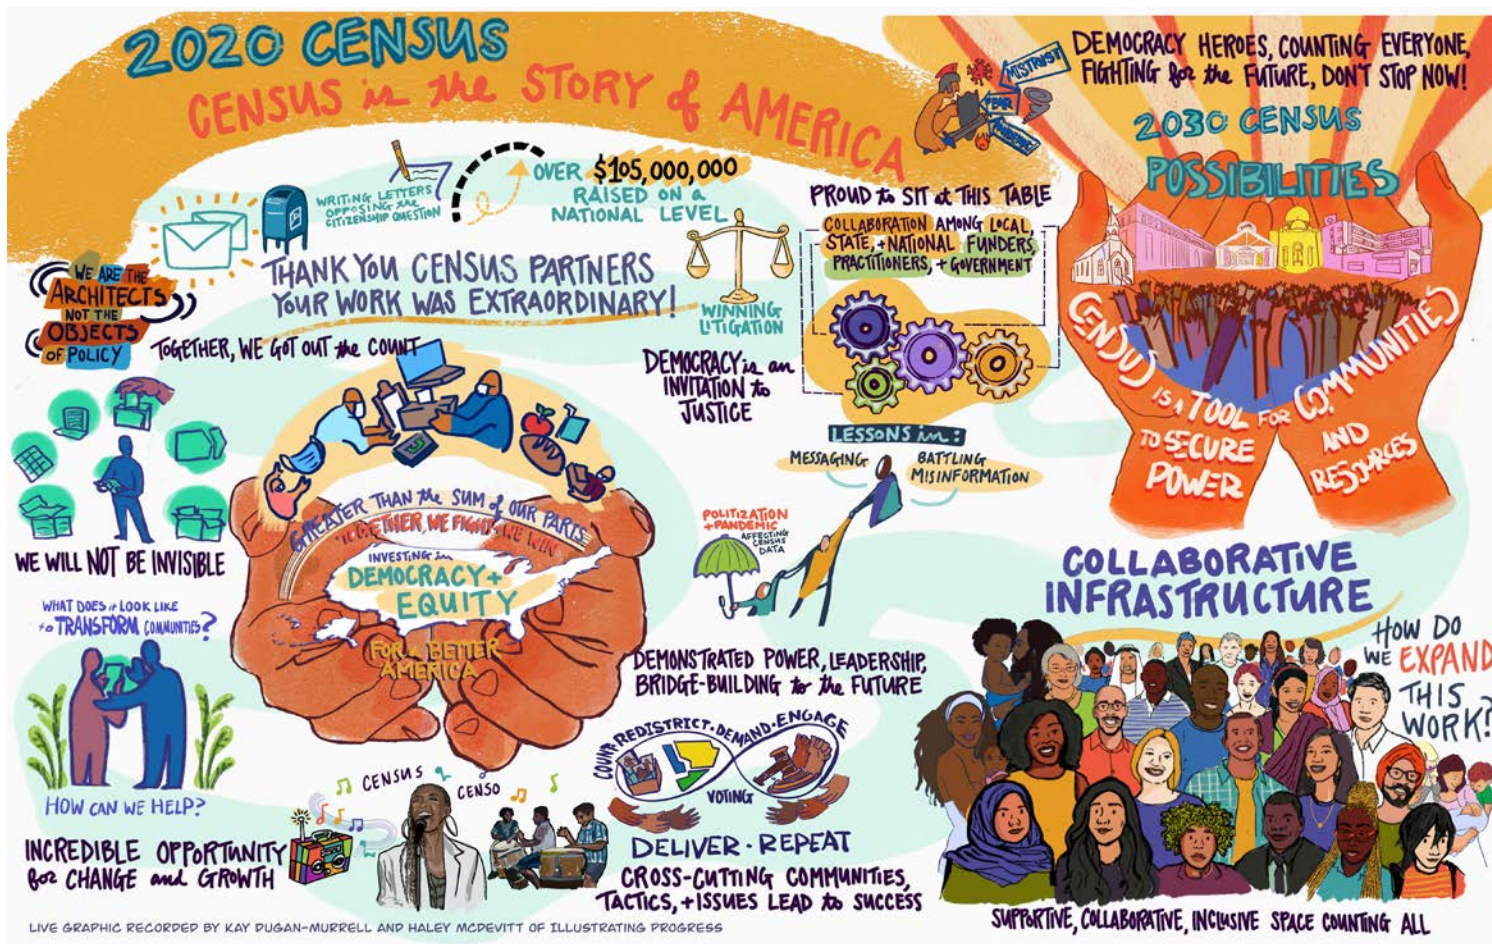 2020 CENSUS
CENSUS is the STORY of AMERICA
MISTRUST
FEAR
PANDEMIC
DEMOCRACY HEROES, COUNTING EVERYONE,
FIGHTING for the FUTURE, DON'T STOP NOW!
2030 CENSUS
POSSIBILITIES
WRITING LETTERS
OPPOSING the
CITIZENSHIP QUESTION
OVER $105,000,000
RAISED ON a
NATIONAL LEVEL
PROUD to SIT at THIS TABLE
COLLABORATION AMONG LOCAL,
STATE, + NATIONAL FUNDERS,
PRACTITIONERS, + GOVERNMENT
WE ARE THE
ARCHITECTS
NOT THE
OBJECTS
OF POLICY
THANK YOU CENSUS PARTNERS
YOUR WORK WAS EXTRAORDINARY!
WINNING
LITIGATION
TOGETHER, WE GOT OUT the COUNT
DEMOCRACY is an
INVITATION to
JUSTICE
CENSUS
IS A TOOL
TO SECURE
POWER
FOR COMMUNITIES
AND
RESOURCES
LESSONS in:
MESSAGING
BATTLING
MISINFORMATION
POLITIZATION
+ PANDEMIC
AFFECTING
CENSUS
DATA
WE WILL NOT BE INVISIBLE
GREATER THAN the SUM of OUR PARTS
TOGETHER, WE FIGHT + WE WIN
INVESTING in
DEMOCRACY +
EQUITY
FOR a BETTER
AMERICA
COLLABORATIVE
INFRASTRUCTURE
HOW DO
WE EXPAND
THIS
WORK?
WHAT DOES it LOOK LIKE
to TRANSFORM COMMUNITIES?
HOW CAN WE HELP?
INCREDIBLE OPPORTUNITY
for CHANGE and GROWTH
CENSUS
CENSO
DEMONSTRATED POWER, LEADERSHIP,
BRIDGE-BUILDING to the FUTURE
COUNT · REDISTRICT · DEMAND · ENGAGE
VOTING
DELIVER · REPEAT
CROSS-CUTTING COMMUNITIES,
TACTICS, + ISSUES LEAD to SUCCESS
SUPPORTIVE, COLLABORATIVE, INCLUSIVE SPACE COUNTING ALL
LIVE GRAPHIC RECORDED BY KAY DUGAN-MURRELL AND HALEY MCDEVITT OF ILLUSTRATING PROGRESS